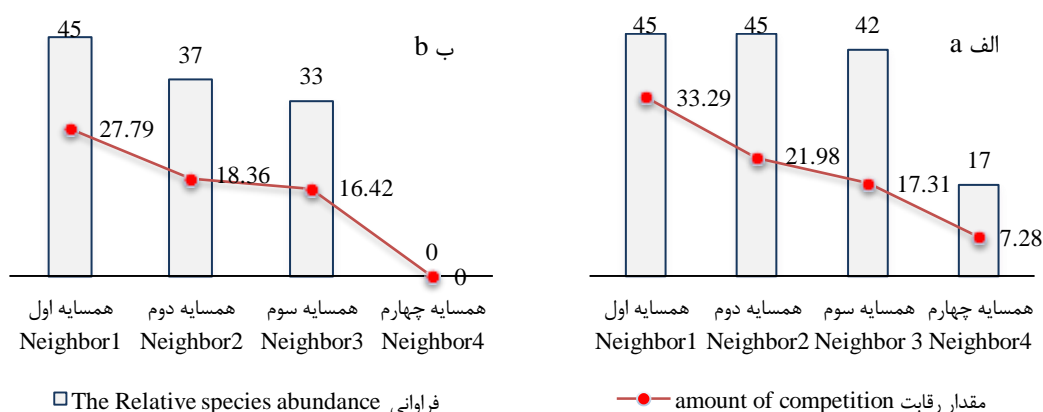 45
ب b
37
33
27.79
18.36
16.42
0
0
همسایه اول
همسایه دوم
همسایه سوم
همسایه چهارم
Neighbor1
Neighbor2
Neighbor3
Neighbor4
45
45
42
الف a
33.29
21.98
17
17.31
7.28
همسایه اول
همسایه دوم
همسایه سوم
همسایه چهارم
Neighbor1
Neighbor2
Neighbor 3
Neighbor4
The Relative species abundance فراوانی
amount of competition مقدار رقابت